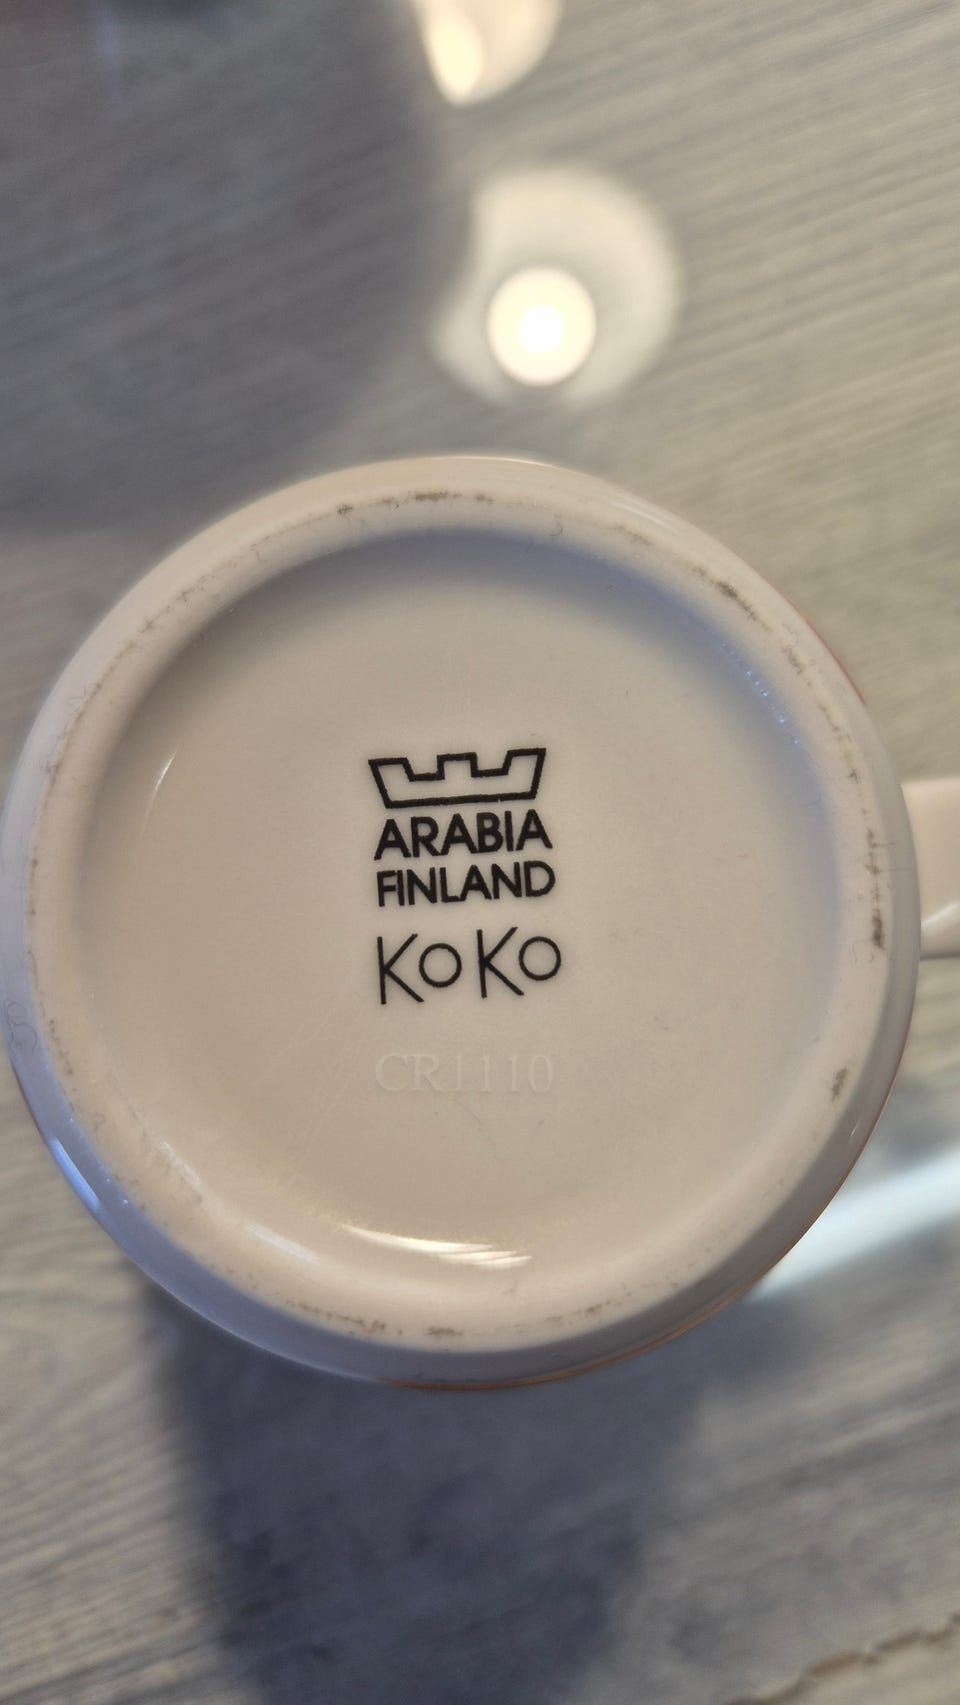 ARABIA
FINLAND
KoKo
CR1110